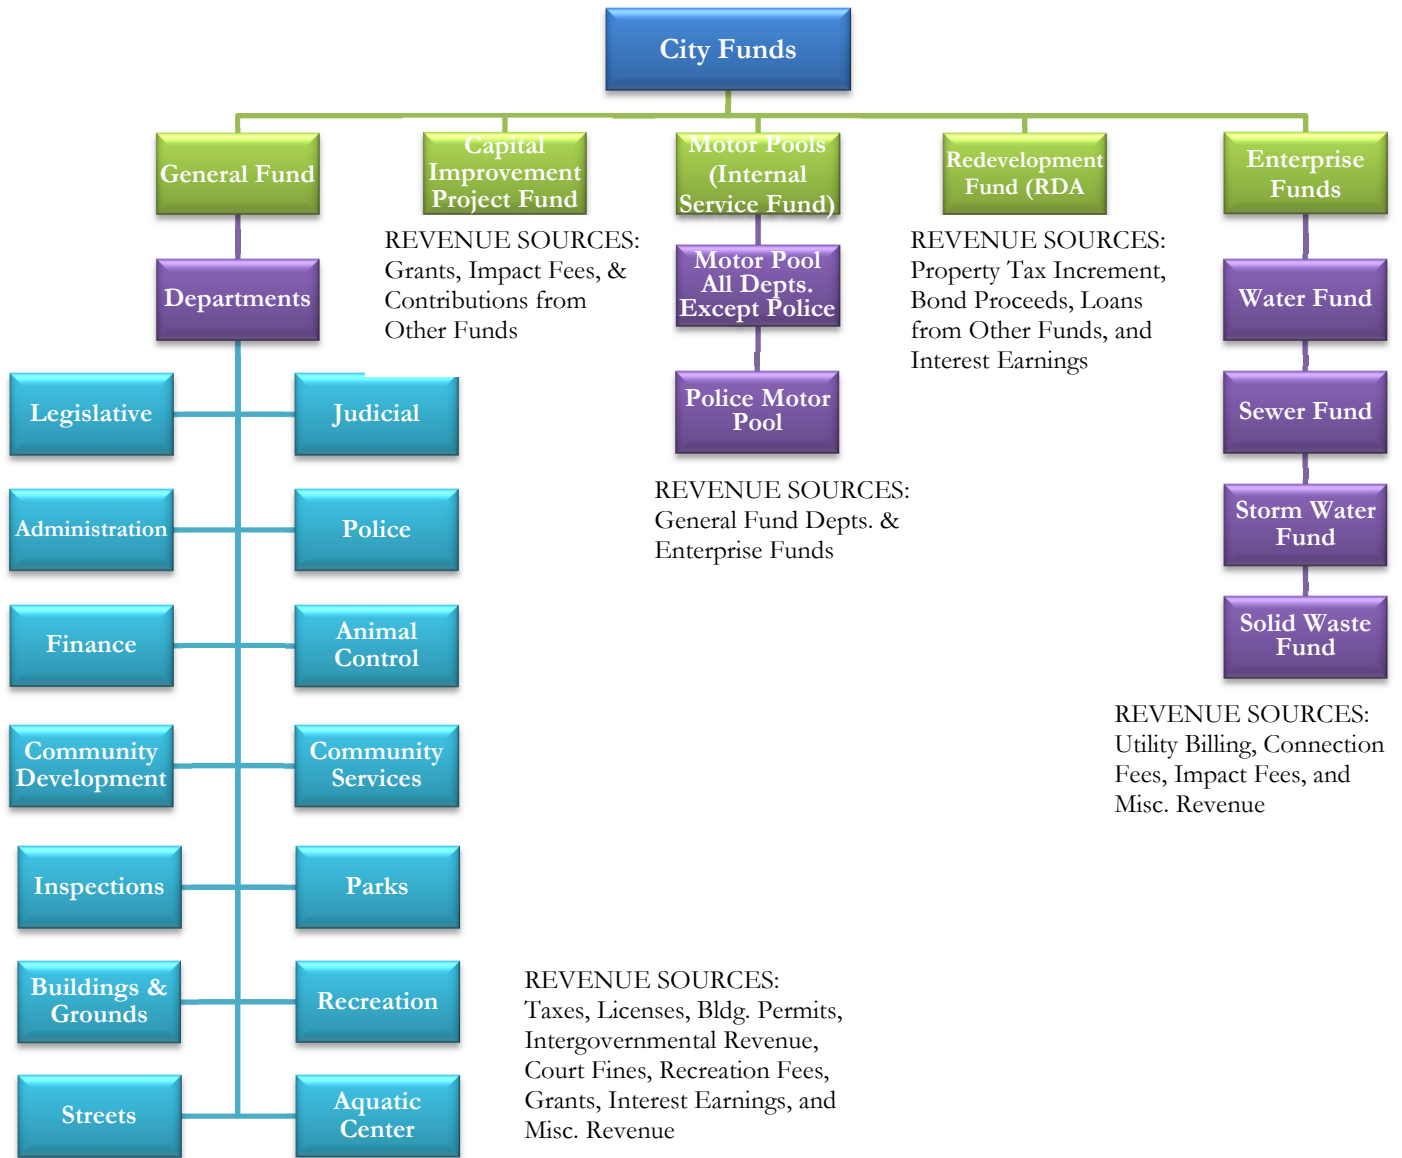 City Funds
General Fund
Capital
Improvement
Project Fund
Motor Pools
(Internal
Service Fund)
Redevelopment
Fund (RDA
Enterprise
Funds
REVENUE SOURCES:
Grants, Impact Fees, &
Contributions from
Other Funds
REVENUE SOURCES:
Property Tax Increment,
Bond Proceeds, Loans
from Other Funds, and
Interest Earnings
Departments
Motor Pool
All Depts.
Except Police
Water Fund
Police Motor
Pool
Sewer Fund
REVENUE SOURCES:
General Fund Depts. &
Enterprise Funds
Storm Water
Fund
Solid Waste
Fund
REVENUE SOURCES:
Utility Billing, Connection
Fees, Impact Fees, and
Misc. Revenue
Legislative
Judicial
Administration
Police
Finance
Animal
Control
Community
Development
Community
Services
Inspections
Parks
Buildings &
Grounds
Recreation
Streets
Aquatic
Center
REVENUE SOURCES:
Taxes, Licenses, Bldg. Permits,
Intergovernmental Revenue,
Court Fines, Recreation Fees,
Grants, Interest Earnings, and
Misc. Revenue